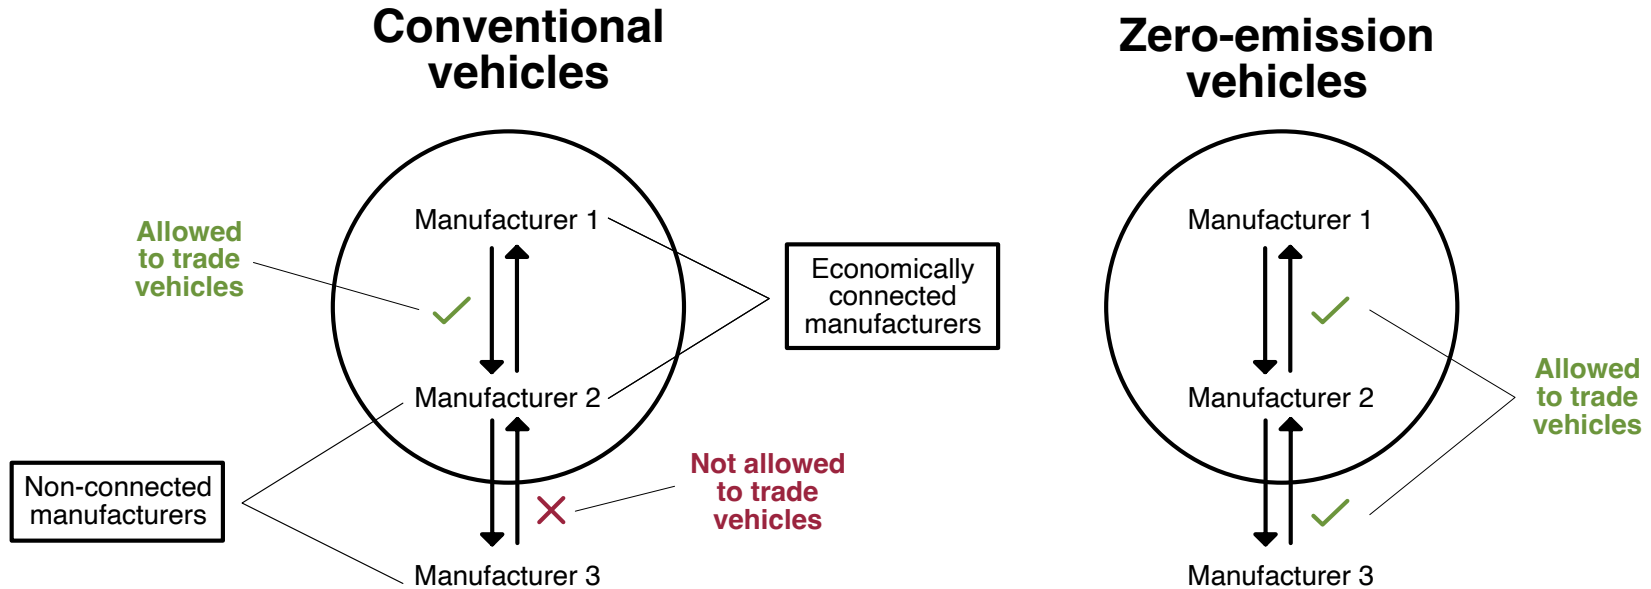 Conventional
vehicles
Manufacturer 1
Allowed
to trade
vehicles
Economically
connected
manufacturers
Manufacturer 2
Non-connected
manufacturers
Not allowed
to trade
vehicles
Manufacturer 3
Zero-emission
vehicles
Manufacturer 1
Allowed
to trade
vehicles
Manufacturer 2
Manufacturer 3